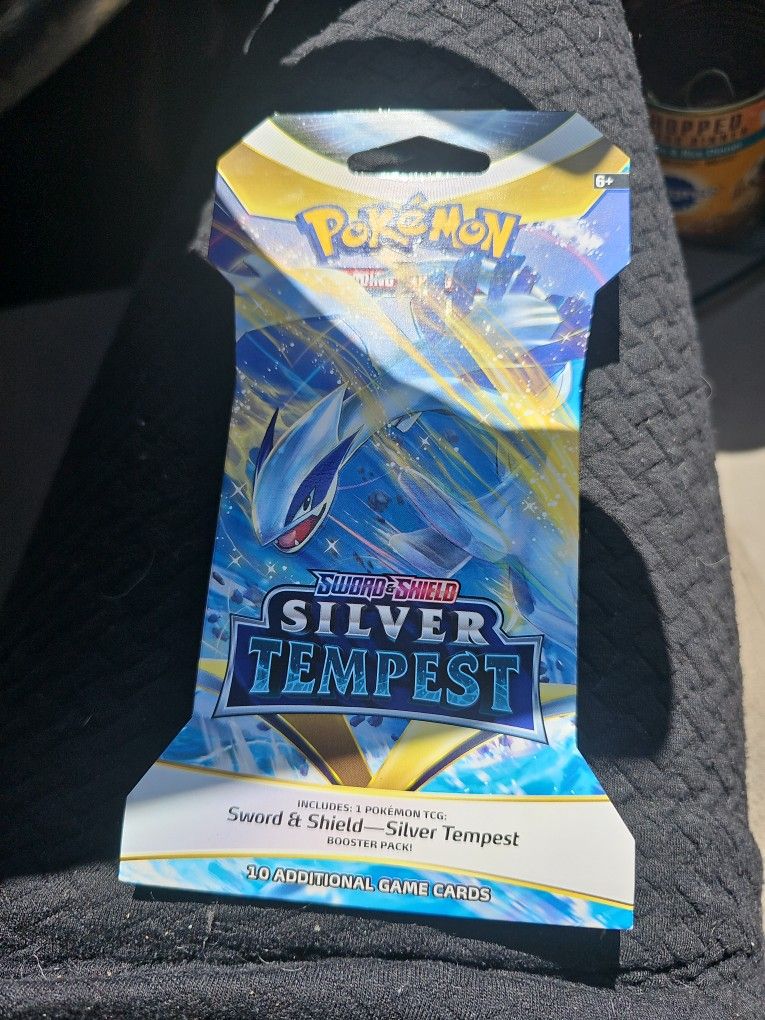 6+
POKéMON
SWORD & SHIELD
SILVER
TEMPEST
INCLUDES: 1 POKÉMON TCG:
Sword & Shield—Silver Tempest
BOOSTER PACK!
10 ADDITIONAL GAME CARDS